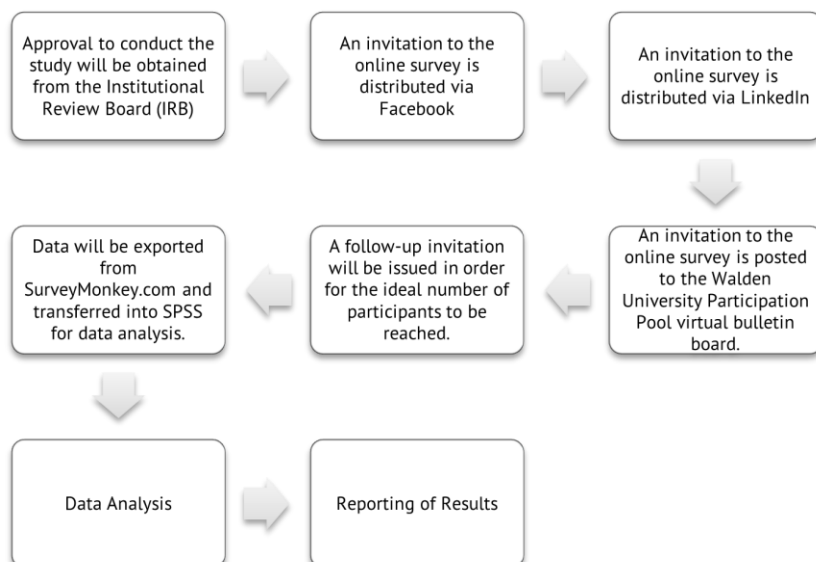 Approval to conduct the
study will be obtained
from the Institutional
Review Board (IRB)
An invitation to the
online survey is
distributed via
Facebook
An invitation to the
online survey is
distributed via LinkedIn
An invitation to the
online survey is posted
to the Walden
University Participation
Pool virtual bulletin
board.
A follow-up invitation
will be issued in order
for the ideal number of
participants to be
reached.
Data will be exported
from
SurveyMonkey.com and
transferred into SPSS
for data analysis.
Data Analysis
Reporting of Results